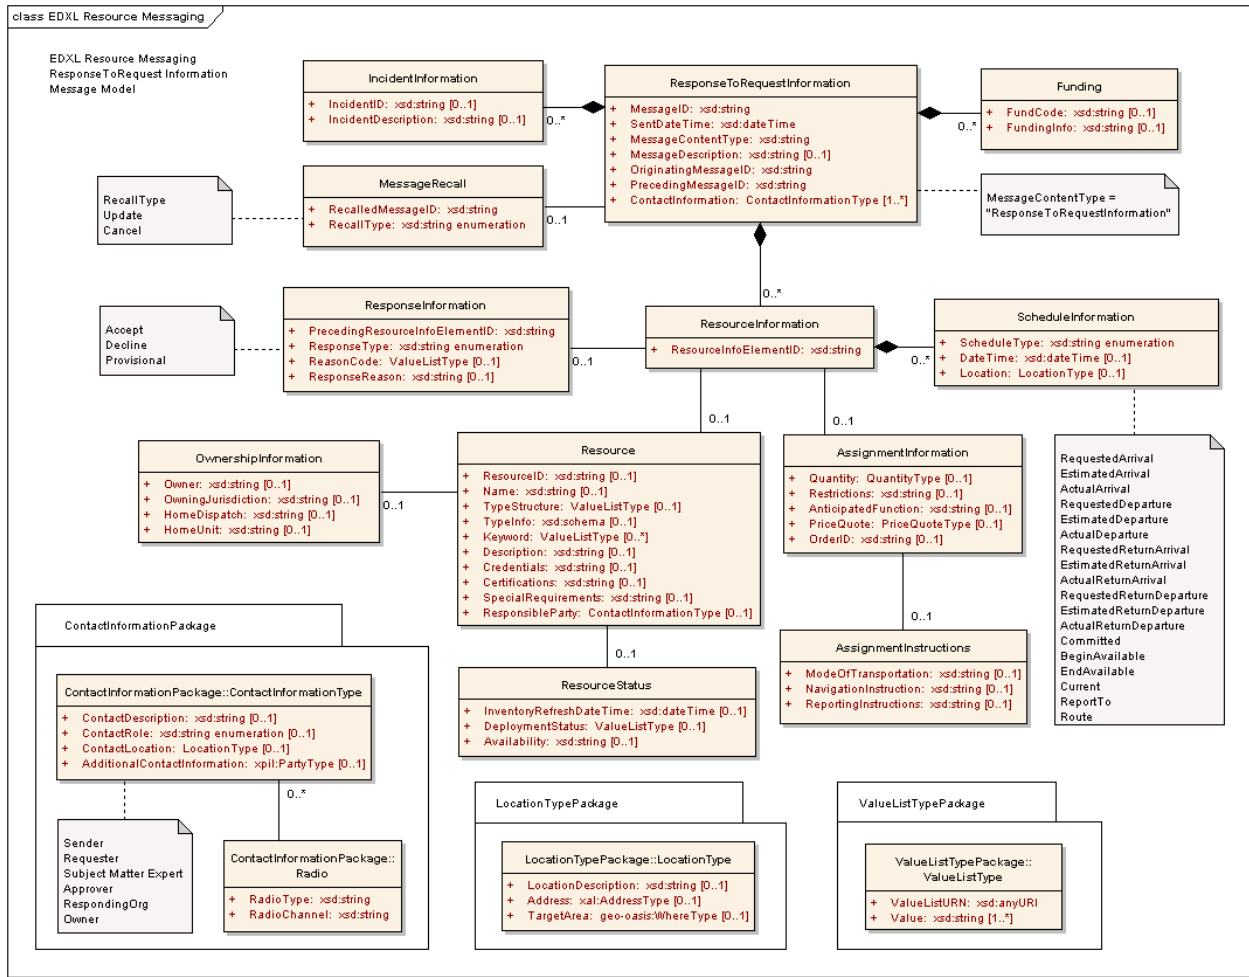 class EDXL Resource Messaging
EDXL Resource Messaging
ResponseToRequest Information
Message Model
IncidentInformation
+ IncidentID: xsd:string [0..1]
+ IncidentDescription: xsd:string [0..1]
0..*
ResponseToRequestInformation
+ MessageID: xsd:string
+ SentDateTime: xsd:dateTime
+ MessageContentType: xsd:string
+ MessageDescription: xsd:string [0..1]
+ OriginatingMessageID: xsd:string
+ PrecedingMessageID: xsd:string
+ ContactInformation: ContactInformationType [1..*]
Funding
+ FundCode: xsd:string [0..1]
+ FundingInfo: xsd:string [0..1]
0..*
RecallType
Update
Cancel
MessageRecall
+ RecalledMessageID: xsd:string
+ RecallType: xsd:string enumeration
0..1
MessageContentType =
"ResponseToRequestInformation"
0..*
Accept
Decline
Provisional
ResponseInformation
+ PrecedingResourceInfoElementID: xsd:string
+ ResponseType: xsd:string enumeration
+ ReasonCode: ValueListType [0..1]
+ ResponseReason: xsd:string [0..1]
0..1
ResourceInformation
+ ResourceInfoElementID: xsd:string
0..*
ScheduleInformation
+ ScheduleType: xsd:string enumeration
+ DateTime: xsd:dateTime [0..1]
+ Location: LocationType [0..1]
0..1
0..1
OwnershipInformation
+ Owner: xsd:string [0..1]
+ OwningJurisdiction: xsd:string [0..1]
+ HomeDispatch: xsd:string [0..1]
+ HomeUnit: xsd:string [0..1]
0..1
Resource
+ ResourceID: xsd:string [0..1]
+ Name: xsd:string [0..1]
+ TypeStructure: ValueListType [0..1]
+ TypeInfo: xsd:schema [0..1]
+ Keyword: ValueListType [0..*]
+ Description: xsd:string [0..1]
+ Credentials: xsd:string [0..1]
+ Certifications: xsd:string [0..1]
+ SpecialRequirements: xsd:string [0..1]
+ ResponsibleParty: ContactInformationType [0..1]
AssignmentInformation
+ Quantity: QuantityType [0..1]
+ Restrictions: xsd:string [0..1]
+ AnticipatedFunction: xsd:string [0..1]
+ PriceQuote: PriceQuoteType [0..1]
+ OrderID: xsd:string [0..1]
RequestedArrival
EstimatedArrival
ActualArrival
RequestedDeparture
EstimatedDeparture
ActualDeparture
RequestedReturnArrival
EstimatedReturnArrival
ActualReturnArrival
RequestedReturnDeparture
EstimatedReturnDeparture
ActualReturnDeparture
Committed
BeginAvailable
EndAvailable
Current
ReportTo
Route
0..1
0..1
AssignmentInstructions
+ ModeOfTransportation: xsd:string [0..1]
+ NavigationInstruction: xsd:string [0..1]
+ ReportingInstructions: xsd:string [0..1]
ResourceStatus
+ InventoryRefreshDateTime: xsd:dateTime [0..1]
+ DeploymentStatus: ValueListType [0..1]
+ Availability: xsd:string [0..1]
ContactInformationPackage
ContactInformationPackage::ContactInformationType
+ ContactDescription: xsd:string [0..1]
+ ContactRole: xsd:string enumeration [0..1]
+ ContactLocation: LocationType [0..1]
+ AdditionalContactInformation: xpil:PartyType [0..1]
0..*
Sender
Requester
Subject Matter Expert
Approver
RespondingOrg
Owner
ContactInformationPackage::
Radio
+ RadioType: xsd:string
+ RadioChannel: xsd:string
LocationTypePackage
LocationTypePackage::LocationType
+ LocationDescription: xsd:string [0..1]
+ Address: xal:AddressType [0..1]
+ TargetArea: geo-oasis:WhereType [0..1]
ValueListTypePackage
ValueListTypePackage::
ValueListType
+ ValueListURN: xsd:anyURI
+ Value: xsd:string [1..*]